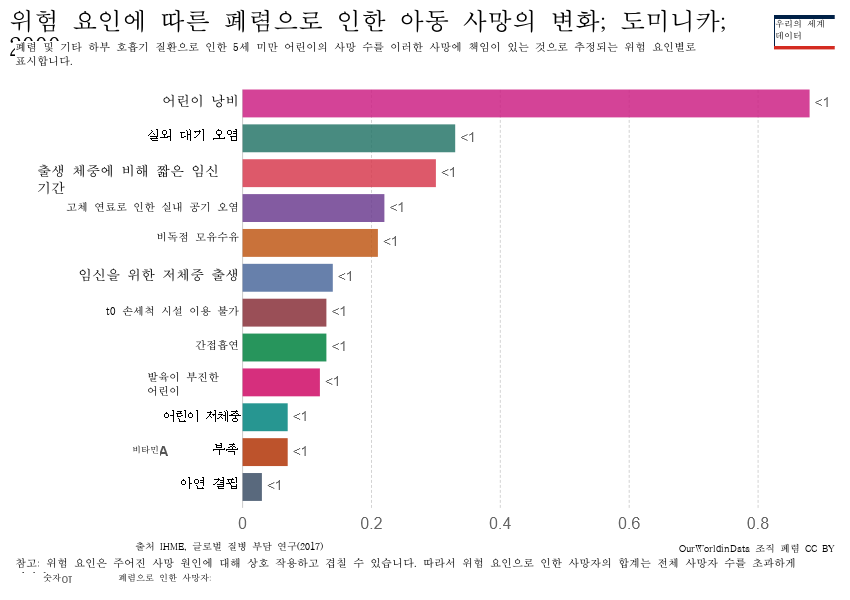 위험 요인에 따른 폐렴으로 인한 아동 사망의 변화; 도미니카;
우리의 세계
데이터
폐렴 및 기타 하부 호흡기 질환으로 인한 5세 미만 어린이의 사망 수를 이러한 사망에 책임이 있는 것으로 추정되는 위험 요인별로
표시합니다.
어린이 낭비 <1
실외 대기 오염 <1
출생 체중에 비해 짧은 임신
기간 <1
고체 연료로 인한 실내 공기 오염 <1
비독점 모유수유 <1
임신을 위한 저체중 출생 <1
t0 손세척 시설 이용 불가 <1
간접흡연 <1
발육이 부진한
어린이 <1
어린이 저체중 <1
비타민A 부족 <1
아연 결핍 <1
0 0.2 0.4 0.6 0.8
출처 IHME, 글로벌 질병 부담 연구(2017)
OurWorldinData 조직 폐렴 CC BY
참고: 위험 요인은 주어진 사망 원인에 대해 상호 작용하고 겹칠 수 있습니다. 따라서 위험 요인으로 인한 사망자의 합계는 전체 사망자 수를 초과하게
숫자이 폐렴으로 인한 사망자: